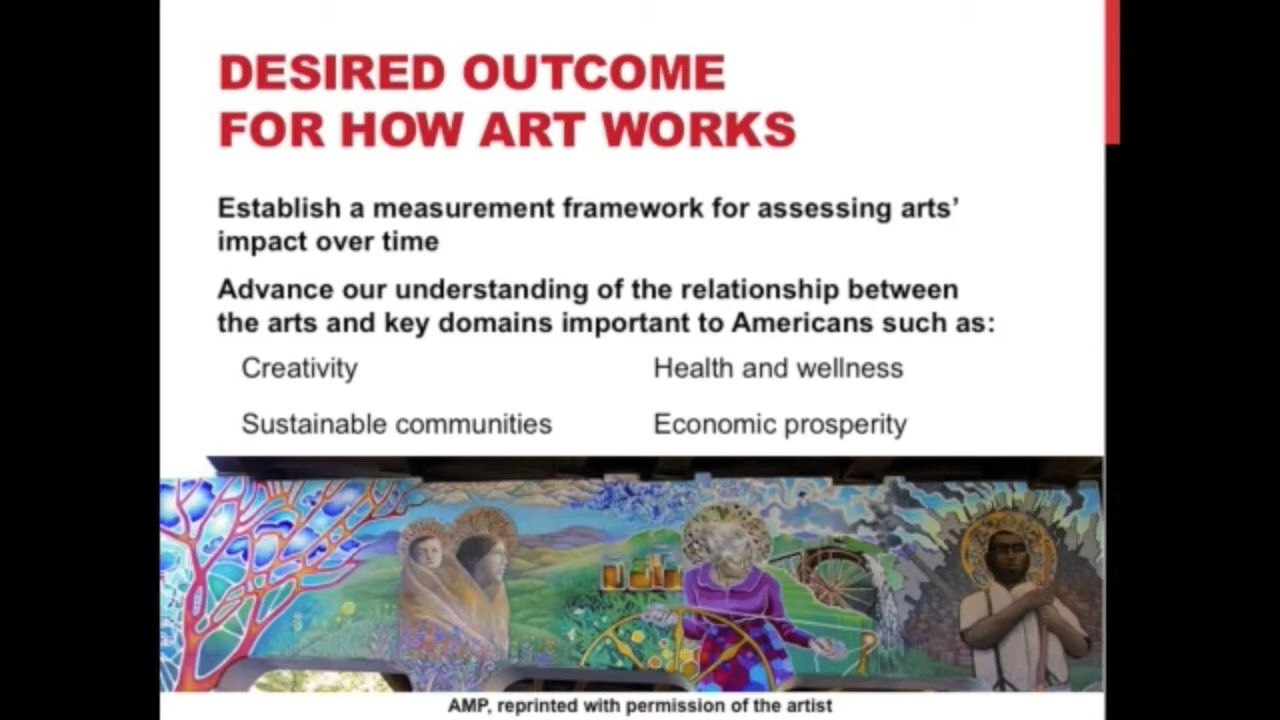 DESIRED OUTCOME
FOR HOW ART WORKS
Establish a measurement framework for assessing arts’
impact over time
Advance our understanding of the relationship between
the arts and key domains important to Americans such as:
Creativity
Health and wellness
Sustainable communities
Economic prosperity
AMP, reprinted with permission of the artist